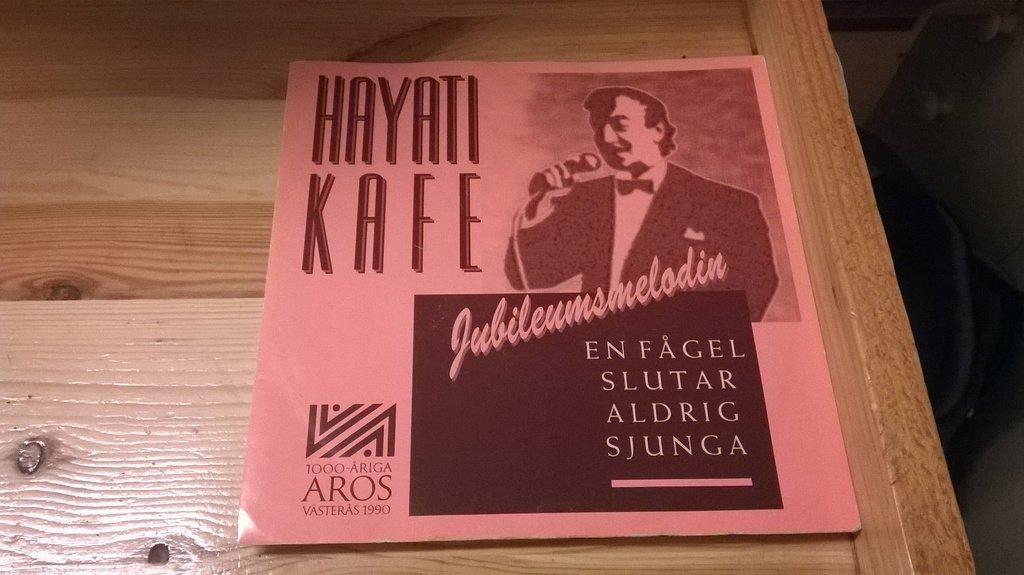 HAYATI
KAFE
Jubileumsmelodin
EN FÅGEL
SLUTAR
ALDRIG
SJUNGA
1000-ÅRIGA
AROS
VÄSTERÅS 1990